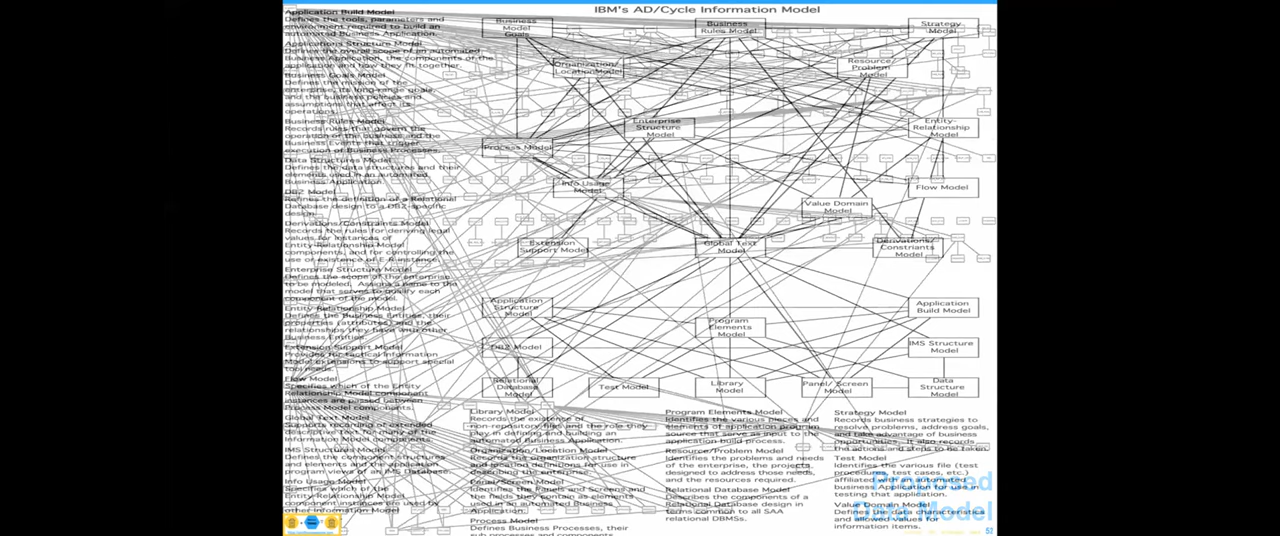 IBM's AD/Cycle Information Model
Business
Model
Goals
Business
Rules Model
Strategy
Model
Organization/
LocationModel
Resource/
Problem
Model
Enterprise
Structure
Model
Entity-
Relationship
Model
Process Model
Info Usage
Model
Flow Model
Value Domain
Model
Extension
Support Model
Global Text
Model
Derivations/
Constriants
Model
Application
Structure
Model
Application
Build Model
Program
Elements
Model
DB2 Model
IMS Structure
Model
Relational
Database
Model
Test Model
Library
Model
Panel/ Screen
Model
Data
Structure
Model
Application Build Model
Defines the tools, parameters and
environment required to build an
automated Business Application.
Applications Structure Model
Defines the overall scope of an automated
Business Application, the components of the
application and how they fit together.
Business Goals Model
Defines the mission of the
enterprise, its long-range goals,
and the business policies and
assumptions that affect its
operations.
Business Rules Model
Records rules that govern the
operation of the business and the
Business Events that trigger
execution of Business Processes.
Data Structures Model
Defines the data structures and their
elements used in an automated
Business Application.
DB2 Model
Refines the definition of a Relational
Database design to a DB2-specific
design.
Derivations/Constraints Model
Records the rules for deriving legal
values for instances of
Entity-Relationship Model
components, and for controlling the
use or existence of E-R instance.
Enterprise Structure Model
Defines the scope of the enterprise
to be modeled. Assigns a name to the
model that serves to qualify each
component of the model.
Entity-Relationship Model
Defines the Business Entities, their
properties (attributes) and the
relationships they have with other
Business Entities.
Extension Support Model
Provides for tactical Information
Model extensions to support special
tool needs.
Flow Model
Specifies which of the Entity
Relationship Model component
instances are passed between
Process Model components.
Global Text Model
Supports recording of extended
descriptive text for many of the
Information Model components.
IMS Structures Model
Defines the component structures
and elements and the application
program views of an IMS Database.
Info Usage Model
Specifies which of the
Entity-Relationship Model
component instances are used by
other Information Model
Library Model
Records the existence of
non-repository files and the role they
play in defining and building an
automated Business Application.
Organization/Location Model
Records the organization structure
and location definitions for use in
describing the enterprise.
Panel/Screen Model
Identifies the Panels and Screens and
the fields they contain as elements
used in an automated Business
Application.
Process Model
Defines Business Processes, their
sub processes and components.
Program Elements Model
Identifies the various pieces and
elements of application program
source that serve as input to the
application build process.
Resource/Problem Model
Identifies the problems and needs
of the enterprise, the projects
designed to address those needs,
and the resources required.
Relational Database Model
Describes the components of a
Relational Database design in
terms common to all SAA
relational DBMSs.
Strategy Model
Records business strategies to
resolve problems, address goals,
and take advantage of business
opportunities. It also records
the actions and steps to be taken.
Test Model
Identifies the various file (test
procedures, test cases, etc.)
affiliated with an automated
business Application for use in
testing that application.
Value Domain Model
Defines the data characteristics
and allowed values for
information items.
Data Model
52